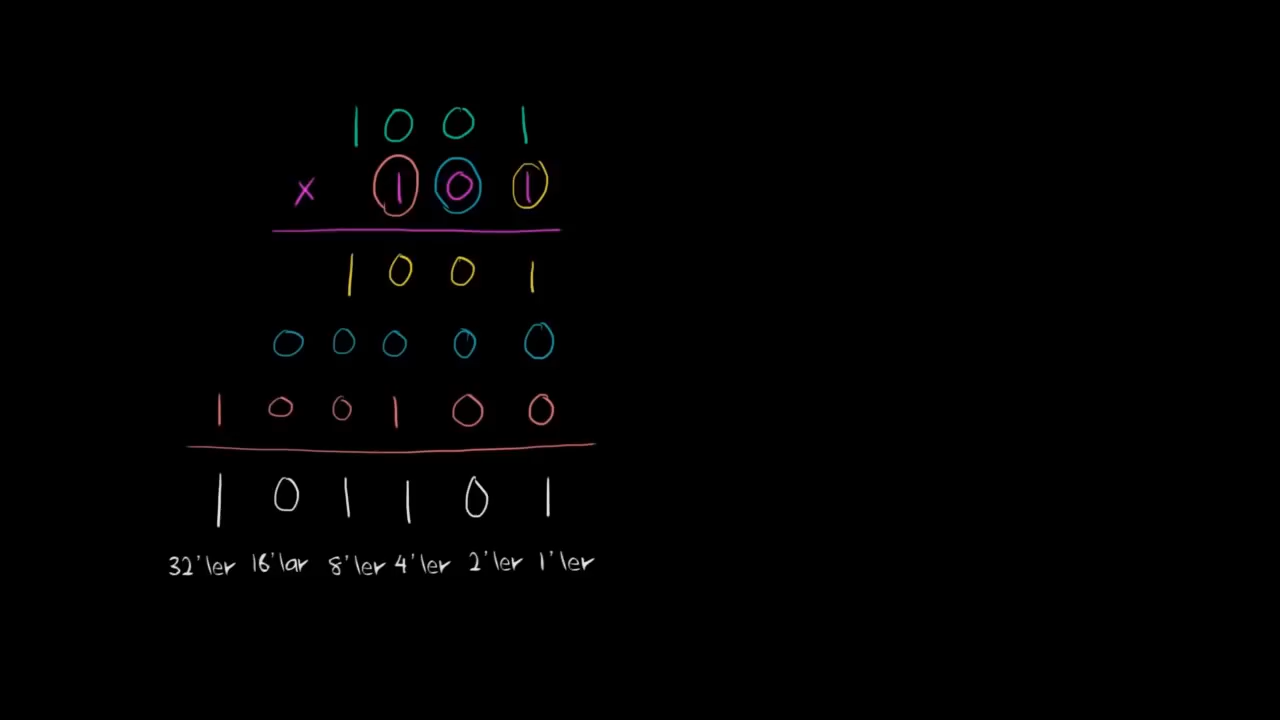 1 0 0 1
x 1 0 1
1 0 0 1
0 0 0 0 0
1 0 0 1 0 0
1 0 1 1 0 1
32'ler 16'lar 8'ler 4'ler 2'ler 1'ler